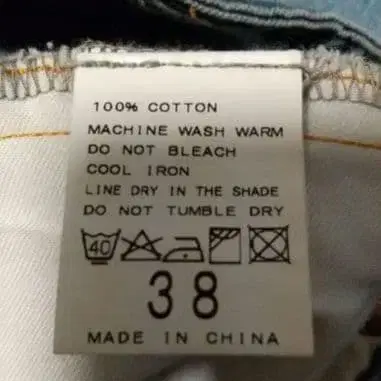 100% COTTON
MACHINE WASH WARM
DO NOT BLEACH
COOL IRON
LINE DRY IN THE SHADE
DO NOT TUMBLE DRY
40
38
MADE IN CHINA